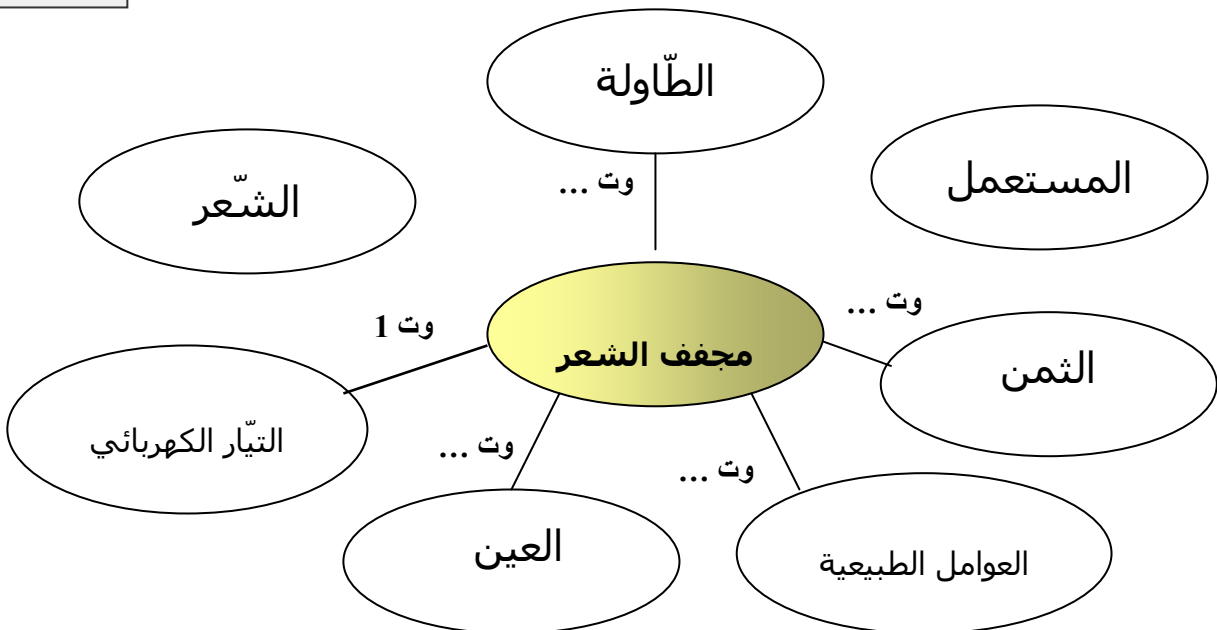 الطّاولة
المستعمل
وت ...
الشّعر
وت ...
وت 1
مجفف الشعر
الثمن
التيّار الكهربائي
وت ...
وت ...
العين
العوامل الطبيعية